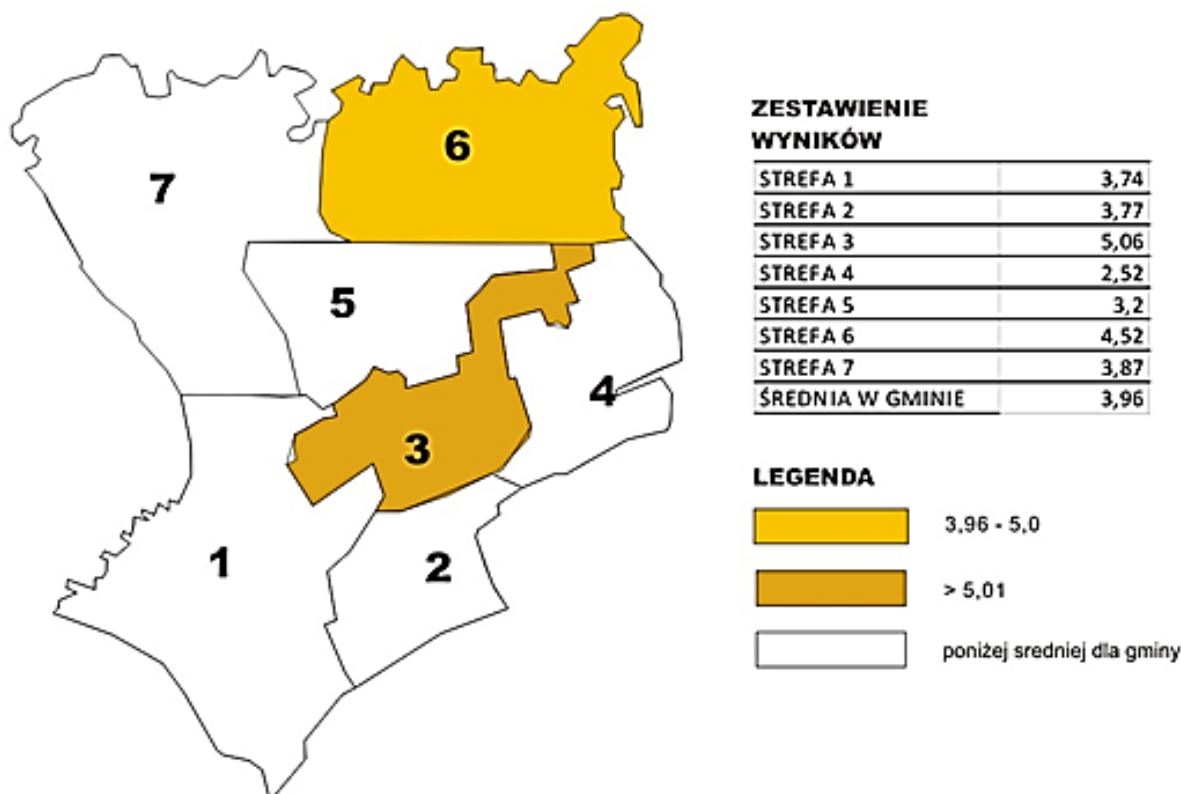 6
7
5
4
3
1
2
ZESTAWIENIE
WYNIKÓW
STREFA 1 3,74
STREFA 2 3,77
STREFA 3 5,06
STREFA 4 2,52
STREFA 5 3,2
STREFA 6 4,52
STREFA 7 3,87
ŚREDNIA W GMINIE 3,96
LEGENDA
3,96 - 5,0
> 5,01
poniżej sredniej dla gminy